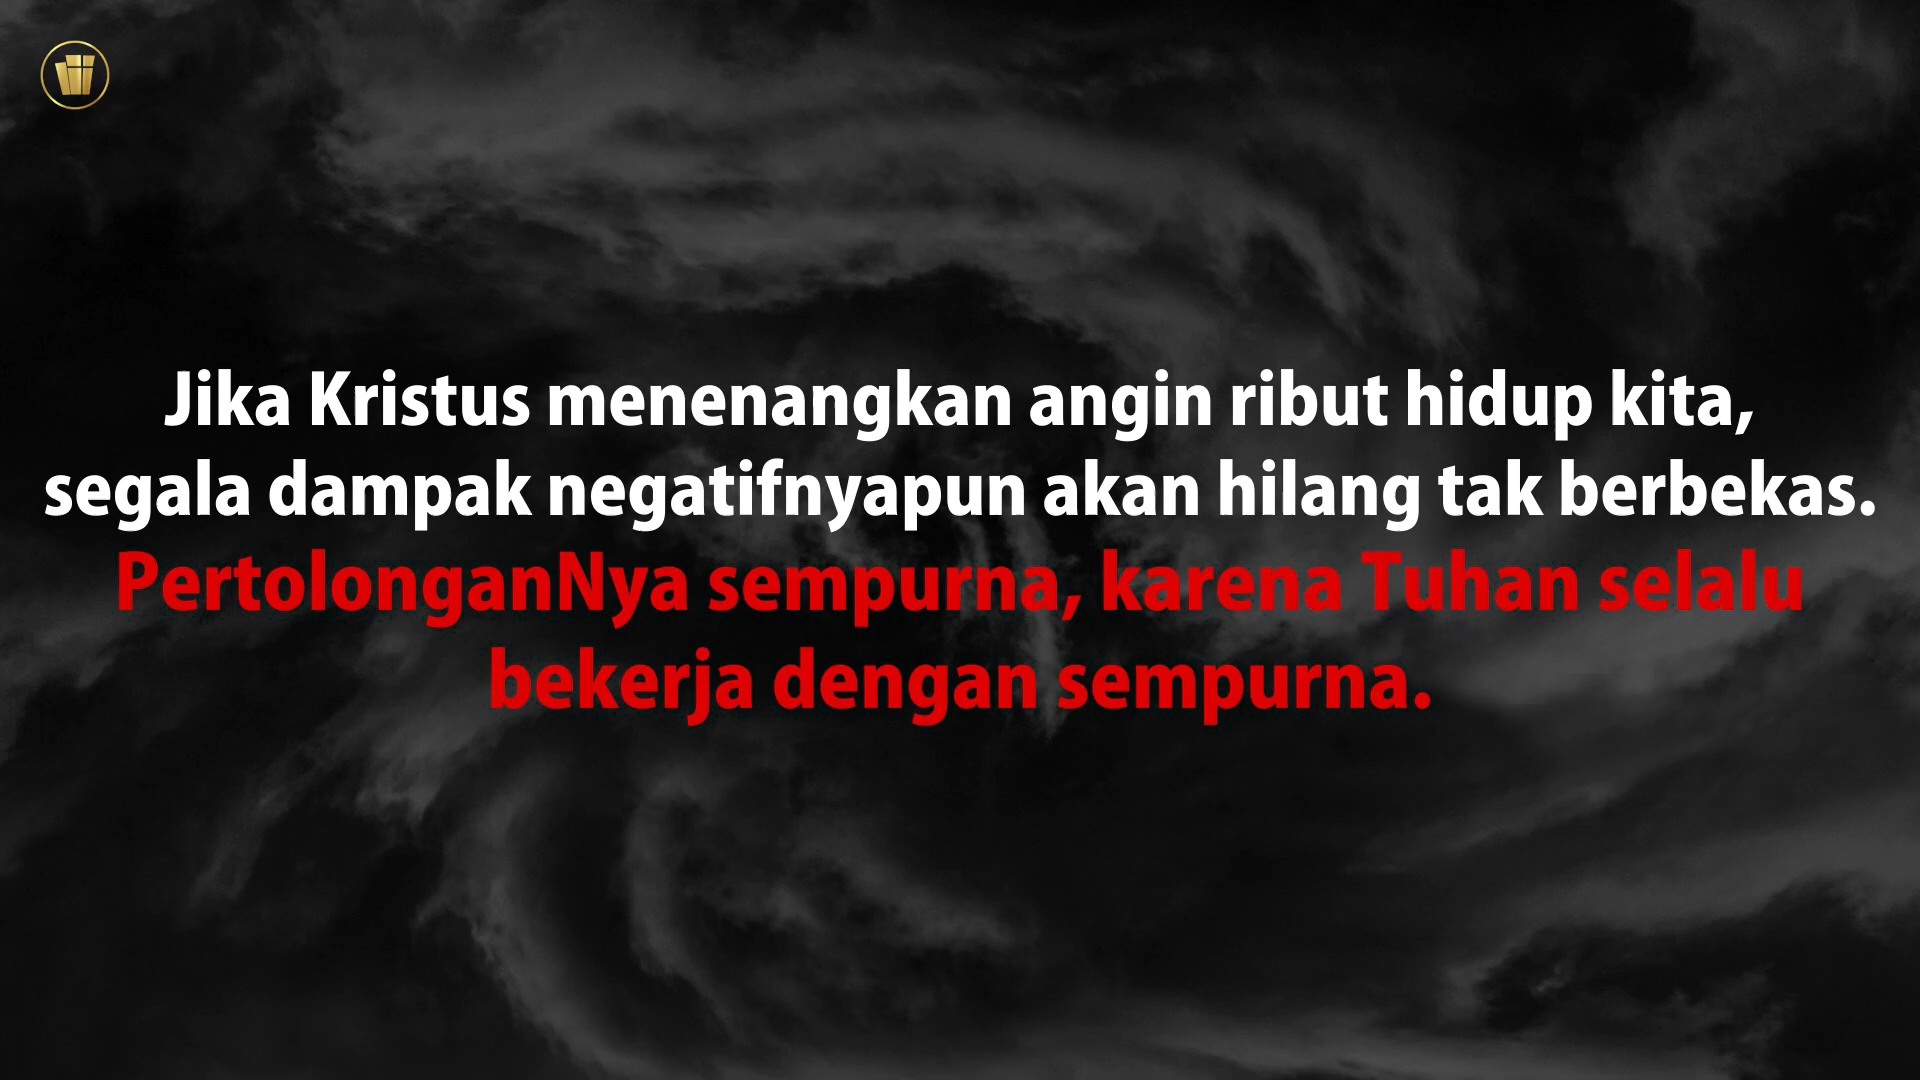 Jika Kristus menenangkan angin ribut hidup kita,
segala dampak negatifnyapun akan hilang tak berbekas.
PertolonganNya sempurna, karena Tuhan selalu
bekerja dengan sempurna.